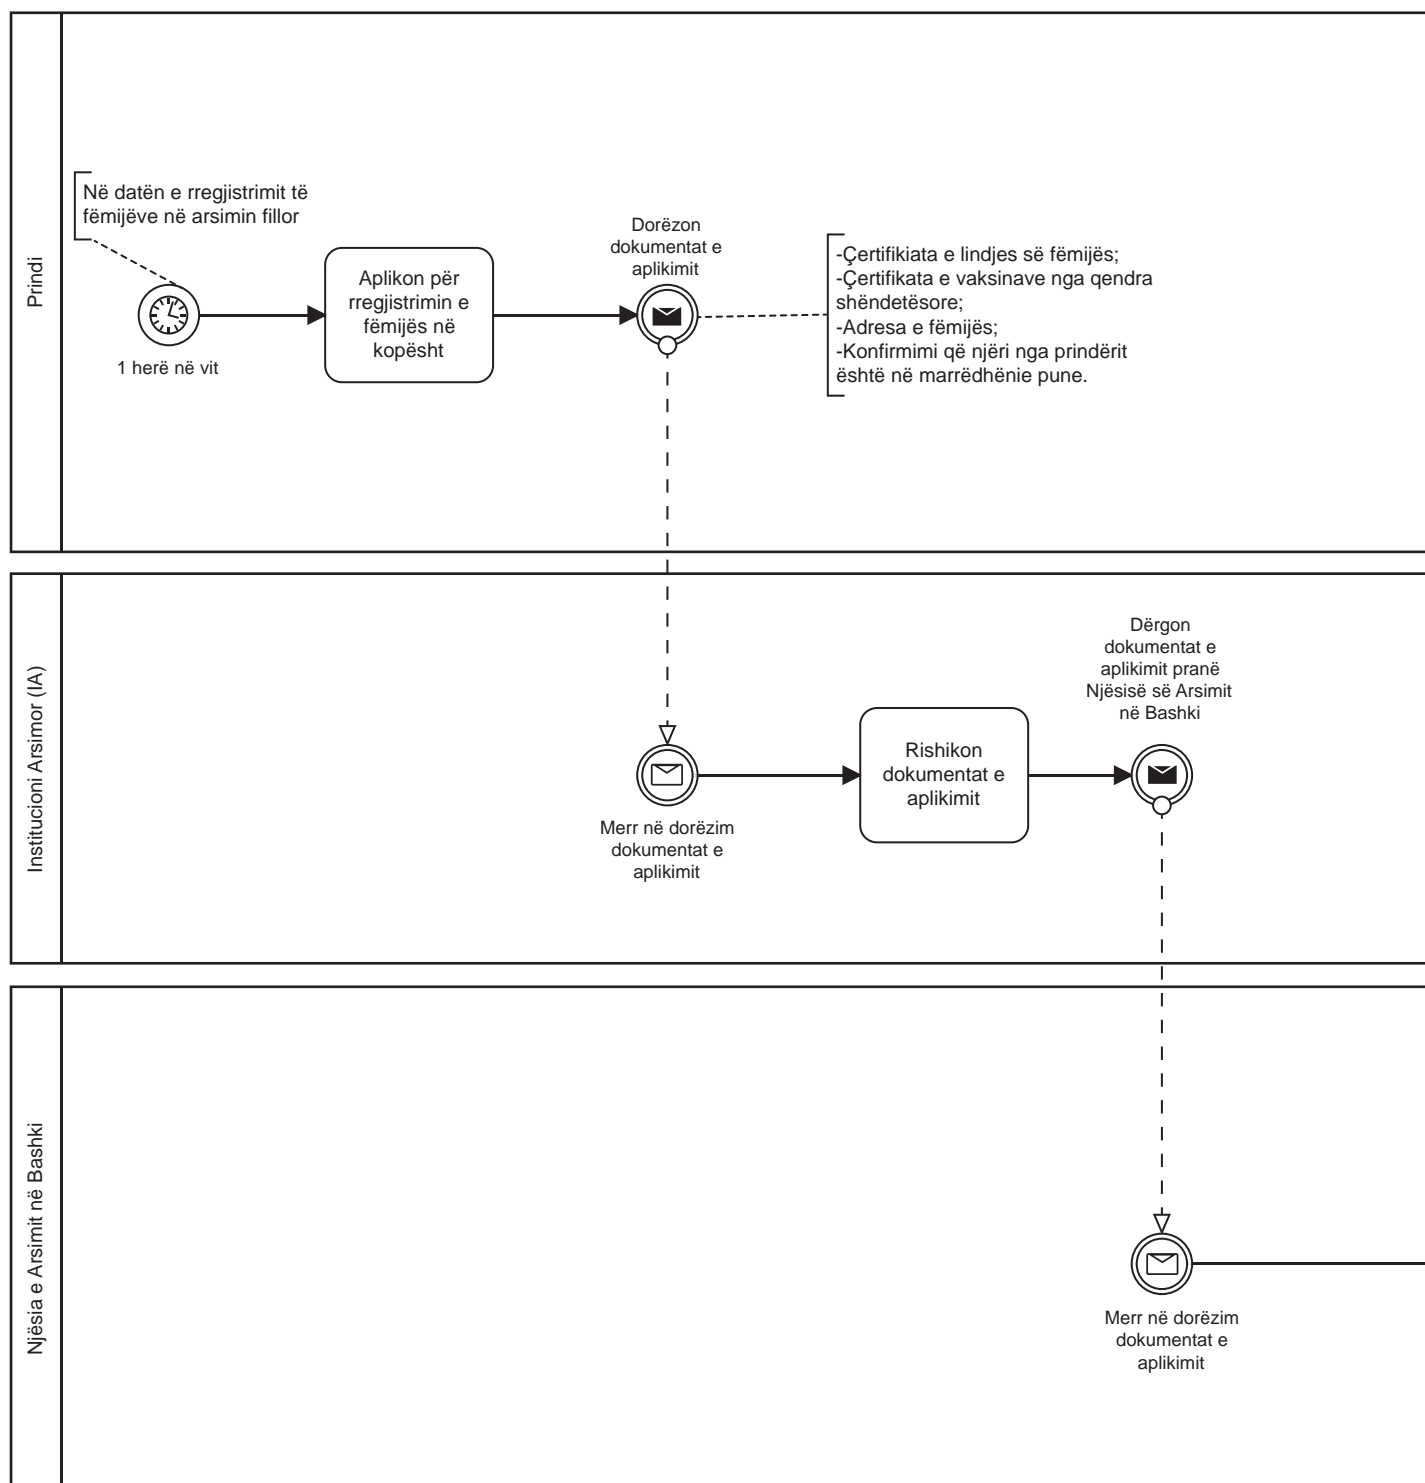 Prindi
Në datën e rregjistrimit të
fëmijëve në arsimin fillor
1 herë në vit
Aplikon për
rregjistrimin e
fëmijës në
kopësht
Dorëzon
dokumentat e
aplikimit
-Çertifikiata e lindjes së fëmijës;
-Çertifikata e vaksinave nga qendra
shëndetësore;
-Adresa e fëmijës;
-Konfirmimi që njëri nga prindërit
është në marrëdhënie pune.
Institucioni Arsimor (IA)
Merr në dorëzim
dokumentat e
aplikimit
Rishikon
dokumentat e
aplikimit
Dërgon
dokumentat e
aplikimit pranë
Njësisë së Arsimit
në Bashki
Njësia e Arsimit në Bashki
Merr në dorëzim
dokumentat e
aplikimit